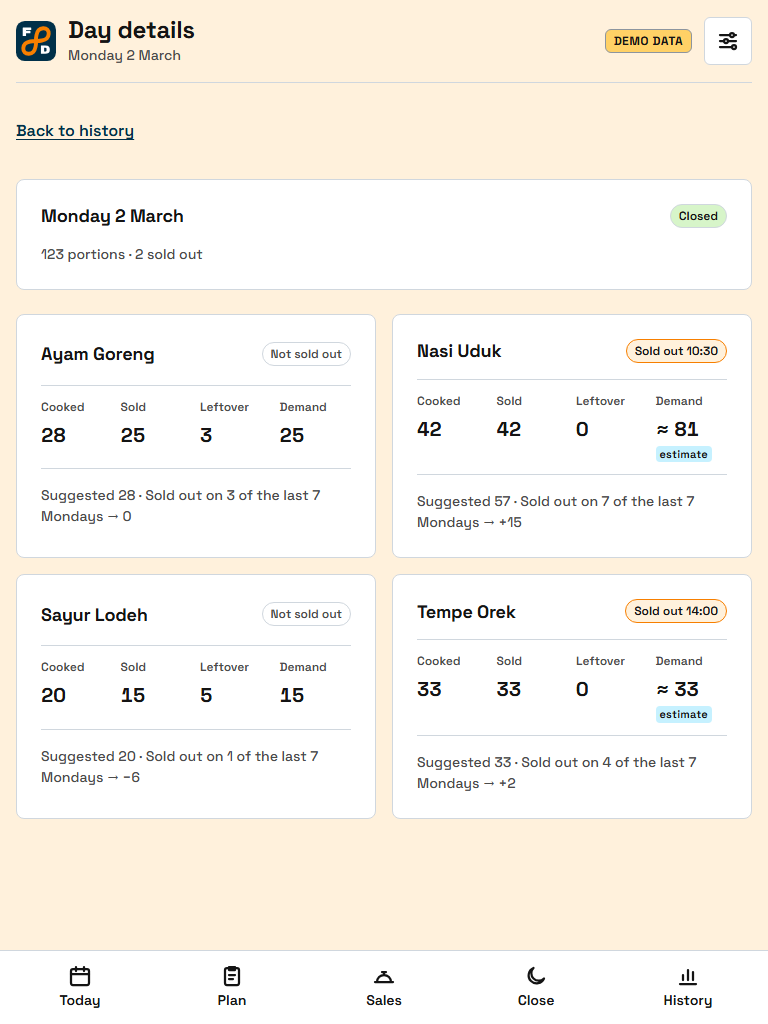 F
D
Day details
Monday 2 March
DEMO DATA
Back to history
Monday 2 March
Closed
123 portions · 2 sold out
Ayam Goreng
Not sold out
Cooked Sold Leftover Demand
28 25 3 25
Suggested 28 · Sold out on 3 of the last 7
Mondays → 0
Nasi Uduk
Sold out 10:30
Cooked Sold Leftover Demand
42 42 0 ≈ 81
estimate
Suggested 57 · Sold out on 7 of the last 7
Mondays → +15
Sayur Lodeh
Not sold out
Cooked Sold Leftover Demand
20 15 5 15
Suggested 20 · Sold out on 1 of the last 7
Mondays → −6
Tempe Orek
Sold out 14:00
Cooked Sold Leftover Demand
33 33 0 ≈ 33
estimate
Suggested 33 · Sold out on 4 of the last 7
Mondays → +2
Today Plan Sales Close History